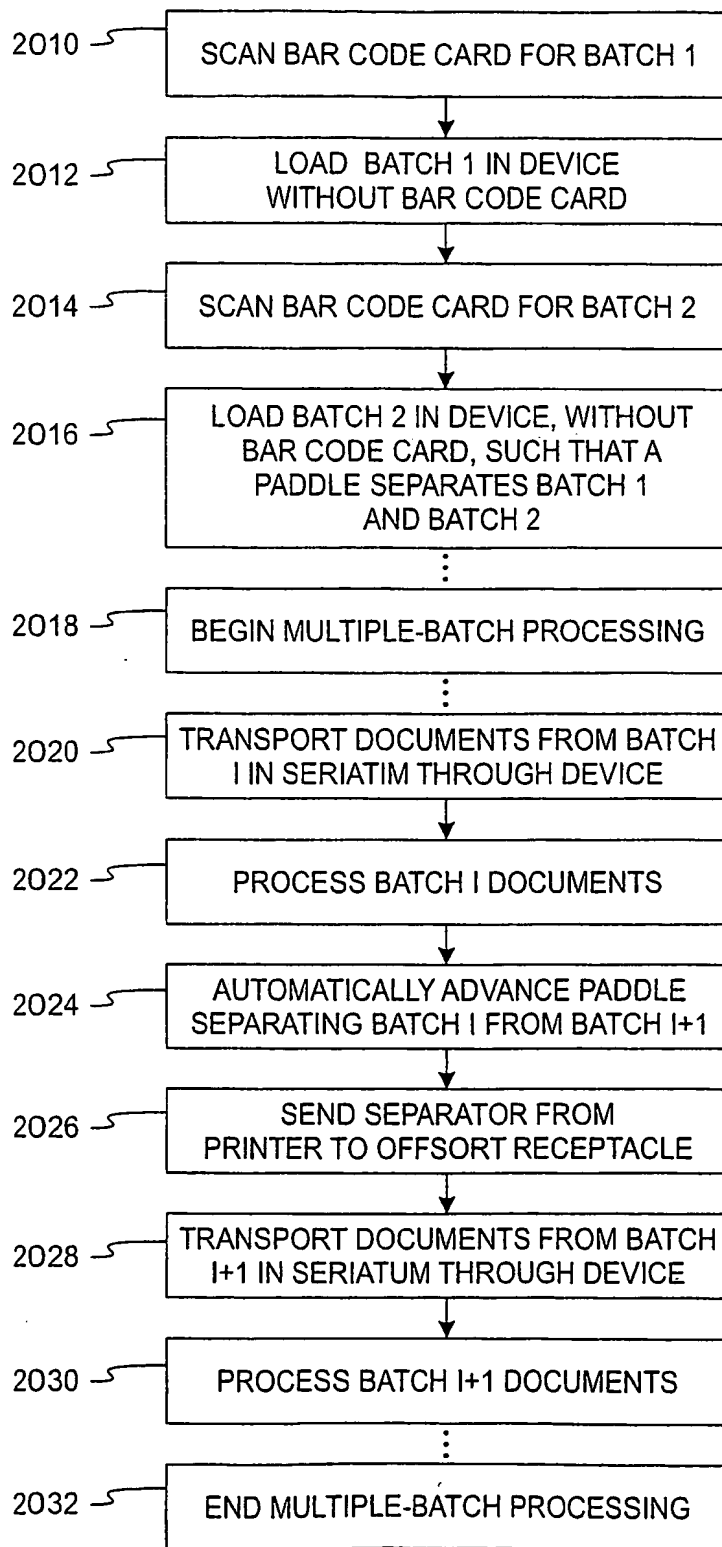 2010
SCAN BAR CODE CARD FOR BATCH 1
2012
LOAD BATCH 1 IN DEVICE
WITHOUT BAR CODE CARD
2014
SCAN BAR CODE CARD FOR BATCH 2
2016
LOAD BATCH 2 IN DEVICE, WITHOUT
BAR CODE CARD, SUCH THAT A
PADDLE SEPARATES BATCH 1
AND BATCH 2
2018
BEGIN MULTIPLE-BATCH PROCESSING
2020
TRANSPORT DOCUMENTS FROM BATCH
I IN SERIATIM THROUGH DEVICE
2022
PROCESS BATCH I DOCUMENTS
2024
AUTOMATICALLY ADVANCE PADDLE
SEPARATING BATCH I FROM BATCH I+1
2026
SEND SEPARATOR FROM
PRINTER TO OFFSORT RECEPTACLE
2028
TRANSPORT DOCUMENTS FROM BATCH
I+1 IN SERIATUM THROUGH DEVICE
2030
PROCESS BATCH I+1 DOCUMENTS
2032
END MULTIPLE-BATCH PROCESSING